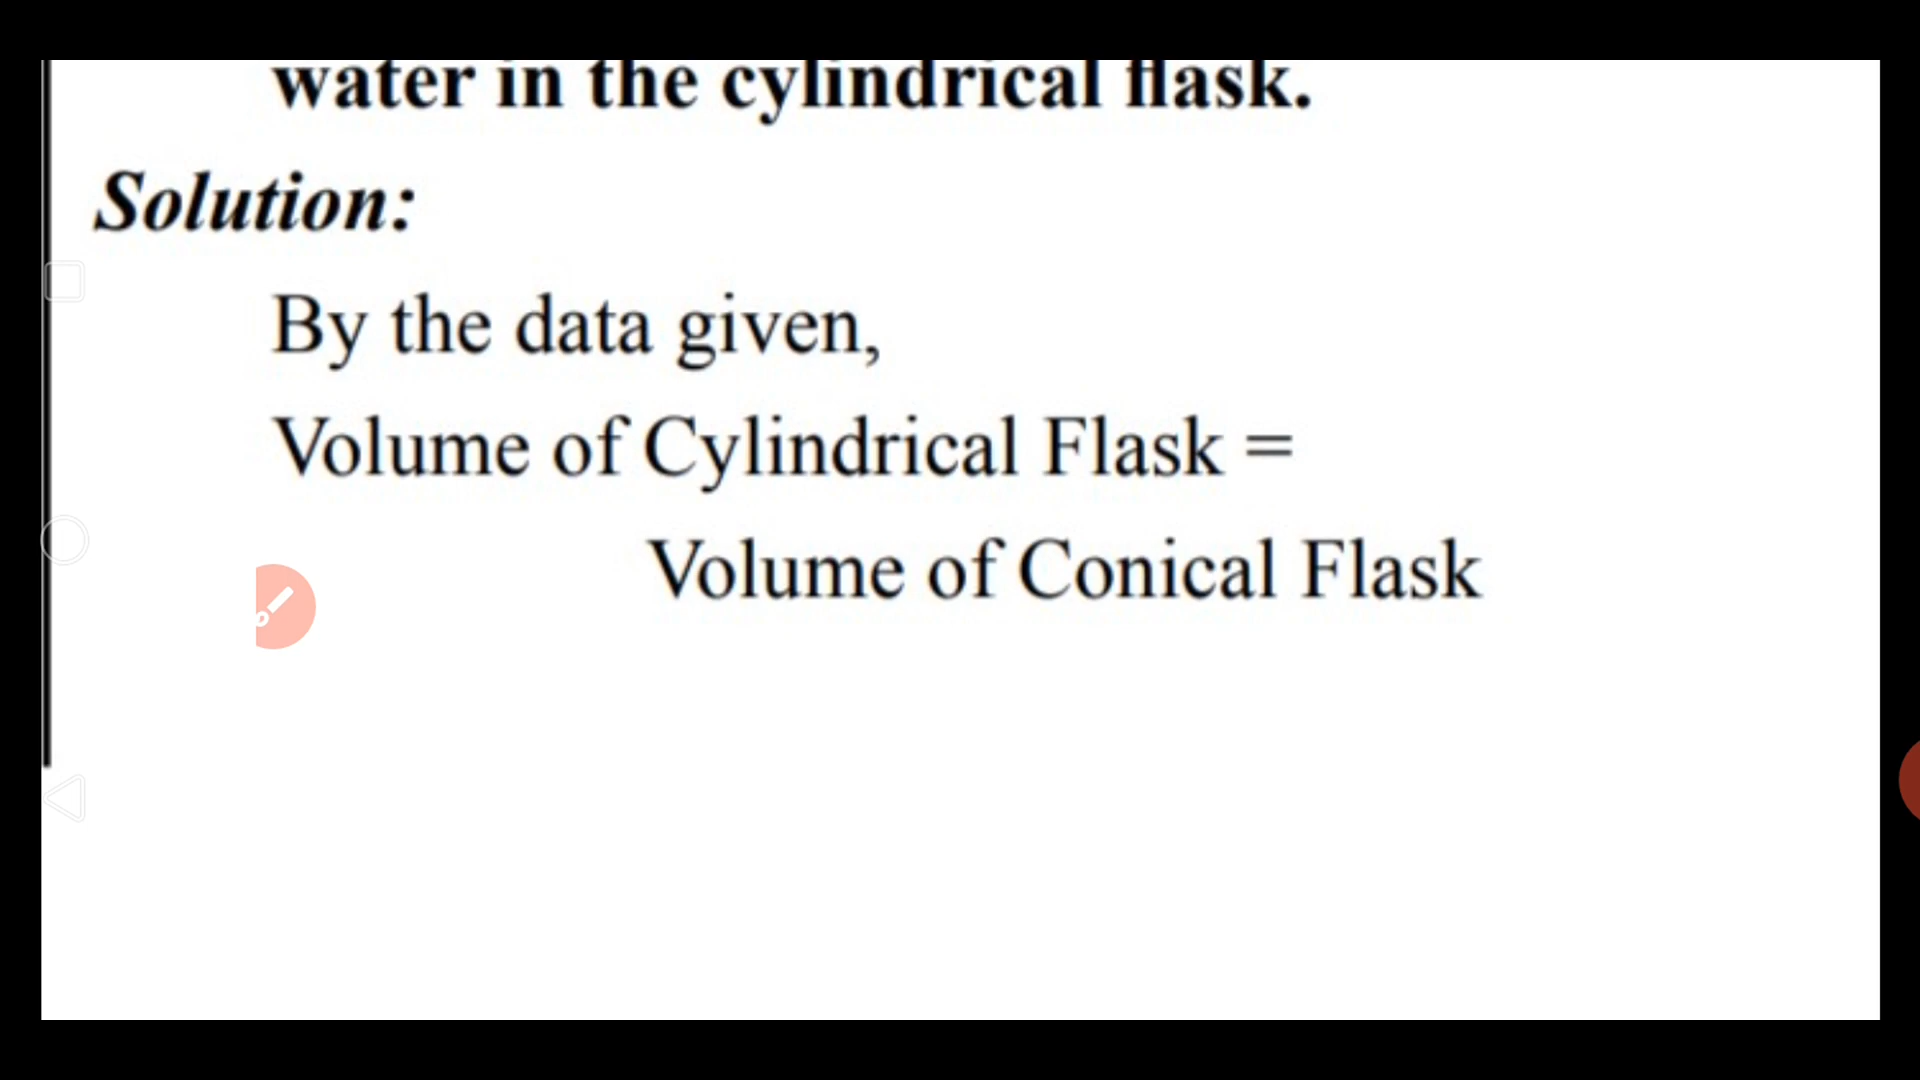 water in the cylindrical flask.
Solution:
By the data given,
Volume of Cylindrical Flask =
Volume of Conical Flask